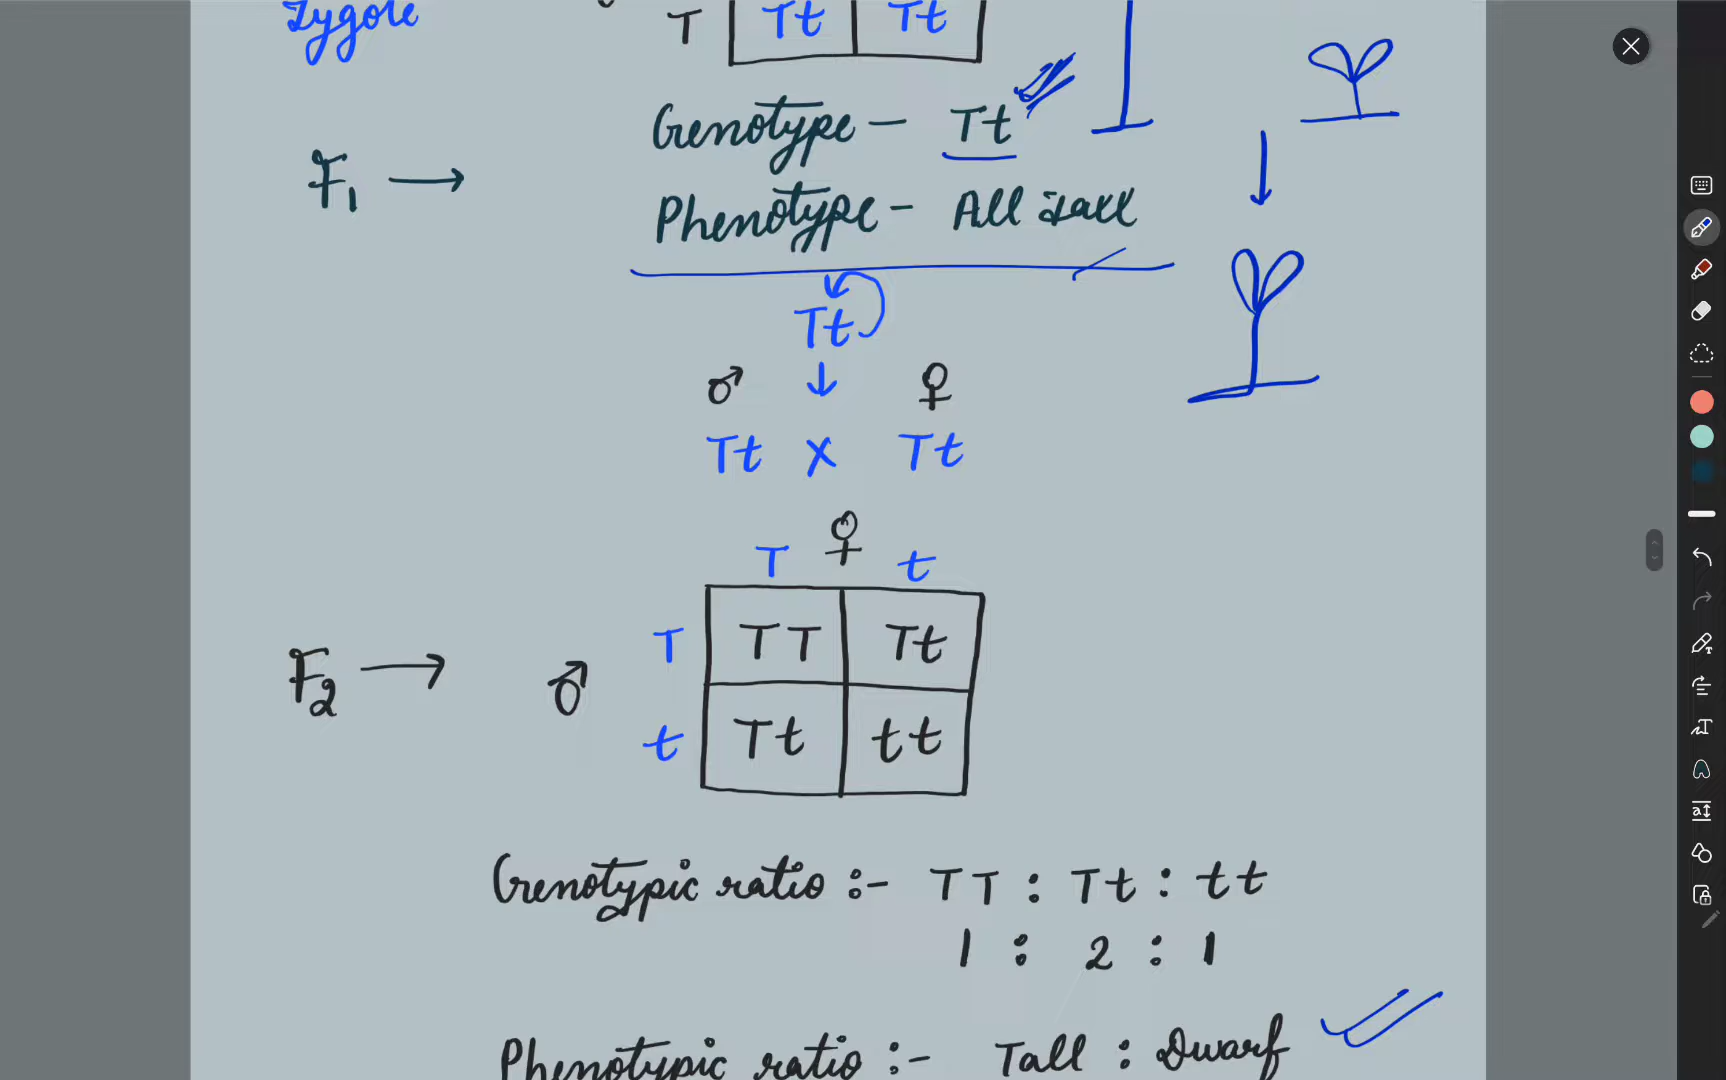 Zygote
T Tt Tt
Genotype - Tt
F1 →
Phenotype - All Tall
Tt
♂ ↓ ♀
Tt X Tt
♀
T t
T TT Tt
F2 → ♂
t Tt tt
Genotypic ratio :- TT : Tt : tt
1 : 2 : 1
Phenotypic ratio :- Tall : Dwarf